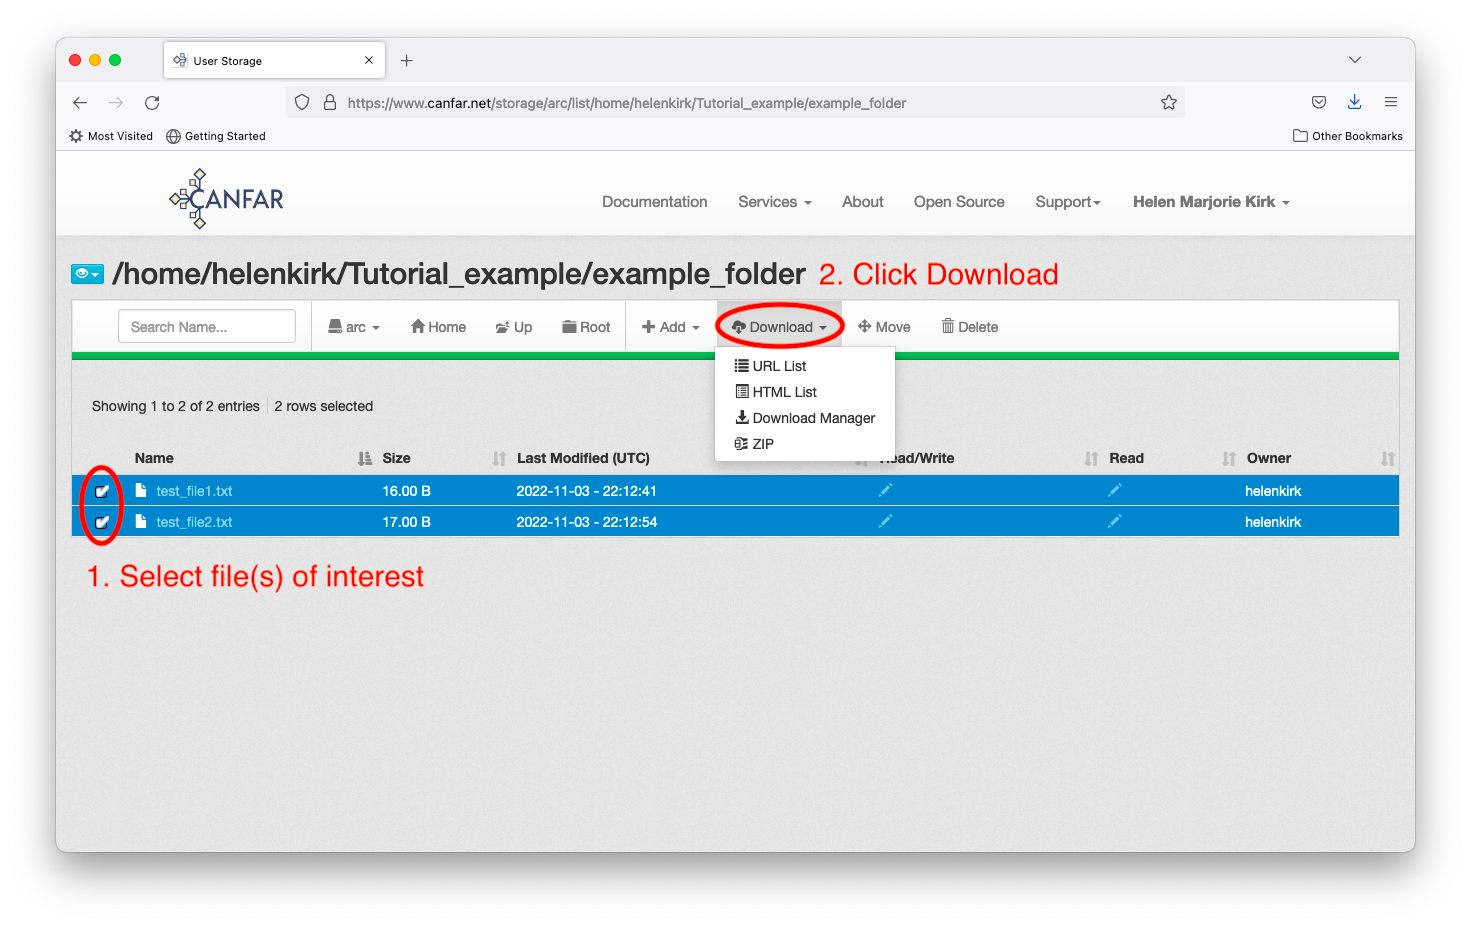 User Storage
https://www.canfar.net/storage/arc/list/home/helenkirk/Tutorial_example/example_folder
Most Visited Getting Started Other Bookmarks
CANFAR Documentation Services About Open Source Support Helen Marjorie Kirk
/home/helenkirk/Tutorial_example/example_folder 2. Click Download
Search Name... arc Home Up Root Add Download Move Delete
URL List
HTML List
Download Manager
ZIP
Showing 1 to 2 of 2 entries 2 rows selected
Name Size Last Modified (UTC) ead/Write Read Owner
test_file1.txt 16.00 B 2022-11-03 - 22:12:41 helenkirk
test_file2.txt 17.00 B 2022-11-03 - 22:12:54 helenkirk
1. Select file(s) of interest